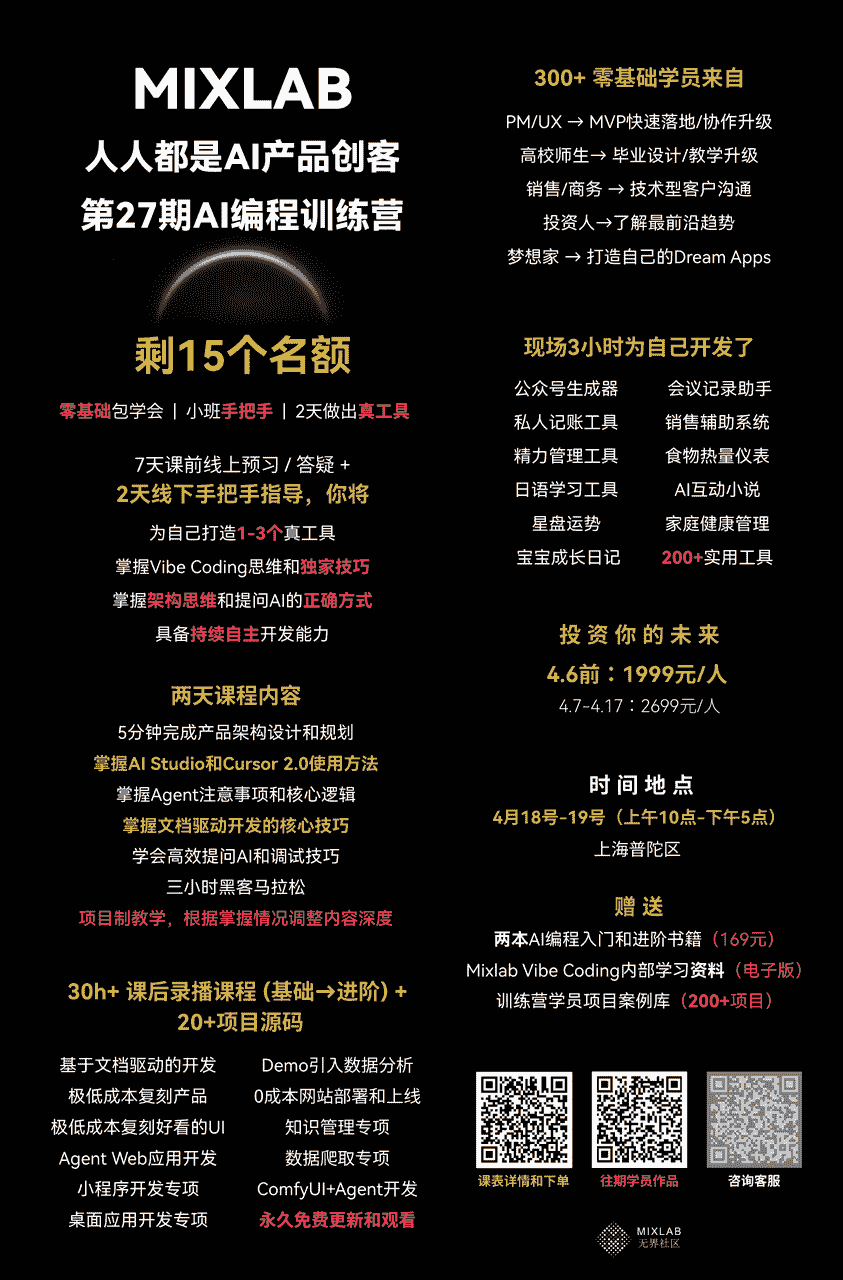 MIXLAB
人人都是AI产品创客
第27期AI编程训练营
剩15个名额
零基础包学会 | 小班手把手 | 2天做出真工具
7天课前线上预习 / 答疑 +
2天线下手把手指导，你将
为自己打造1-3个真工具
掌握Vibe Coding思维和独家技巧
掌握架构思维和提问AI的正确方式
具备持续自主开发能力
两天课程内容
5分钟完成产品架构设计和规划
掌握AI Studio和Cursor 2.0使用方法
掌握Agent注意事项和核心逻辑
掌握文档驱动开发的核心技巧
学会高效提问AI和调试技巧
三小时黑客马拉松
项目制教学，根据掌握情况调整内容深度
30h+ 课后录播课程（基础→进阶）+
20+项目源码
基于文档驱动的开发 Demo引入数据分析
极低成本复刻产品 0成本网站部署和上线
极低成本复刻好看的UI 知识管理专项
Agent Web应用开发 数据爬取专项
小程序开发专项 ComfyUI+Agent开发
桌面应用开发专项 永久免费更新和观看
300+ 零基础学员来自
PM/UX → MVP快速落地/协作升级
高校师生→ 毕业设计/教学升级
销售/商务 → 技术型客户沟通
投资人→了解最前沿趋势
梦想家 → 打造自己的Dream Apps
现场3小时为自己开发了
公众号生成器 会议记录助手
私人记账工具 销售辅助系统
精力管理工具 食物热量仪表
日语学习工具 AI互动小说
星盘运势 家庭健康管理
宝宝成长日记 200+实用工具
投资你的未来
4.6前：1999元/人
4.7-4.17：2699元/人
时间地点
4月18号-19号（上午10点-下午5点）
上海普陀区
赠送
两本AI编程入门和进阶书籍（169元）
Mixlab Vibe Coding内部学习资料（电子版）
训练营学员项目案例库（200+项目）
课表详情和下单 往期学员作品 咨询客服
MIXLAB
无界社区